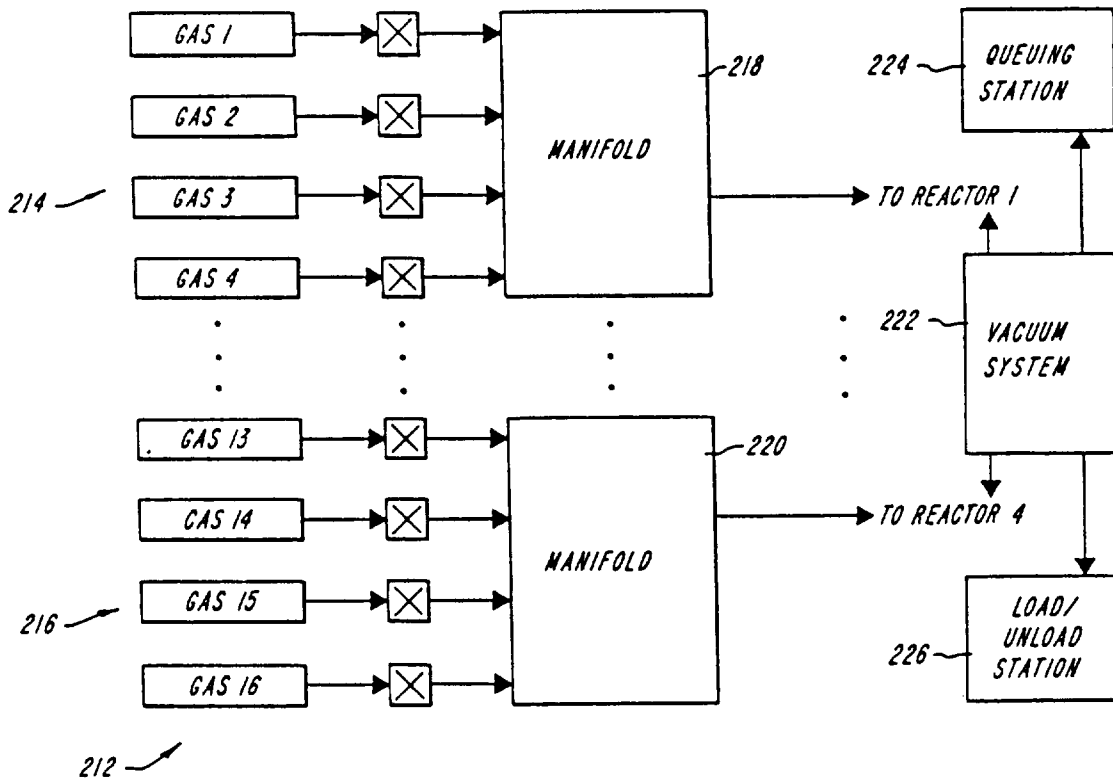 GAS 1
GAS 2
GAS 3
GAS 4
214
MANIFOLD
218
TO REACTOR 1
224
QUEUING
STATION
222
VACUUM
SYSTEM
GAS 13
CAS 14
GAS 15
GAS 16
216
212
MANIFOLD
220
TO REACTOR 4
226
LOAD/
UNLOAD
STATION